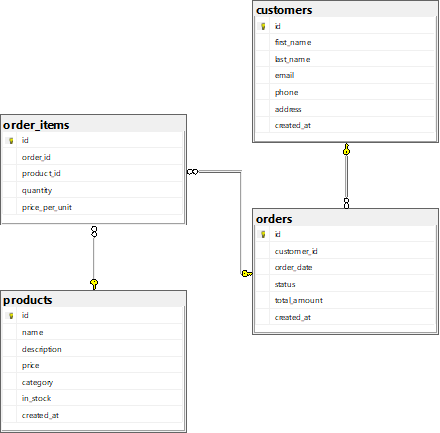 customers
id
first_name
last_name
email
phone
address
created_at
order_items
id
order_id
product_id
quantity
price_per_unit
orders
id
customer_id
order_date
status
total_amount
created_at
products
id
name
description
price
category
in_stock
created_at